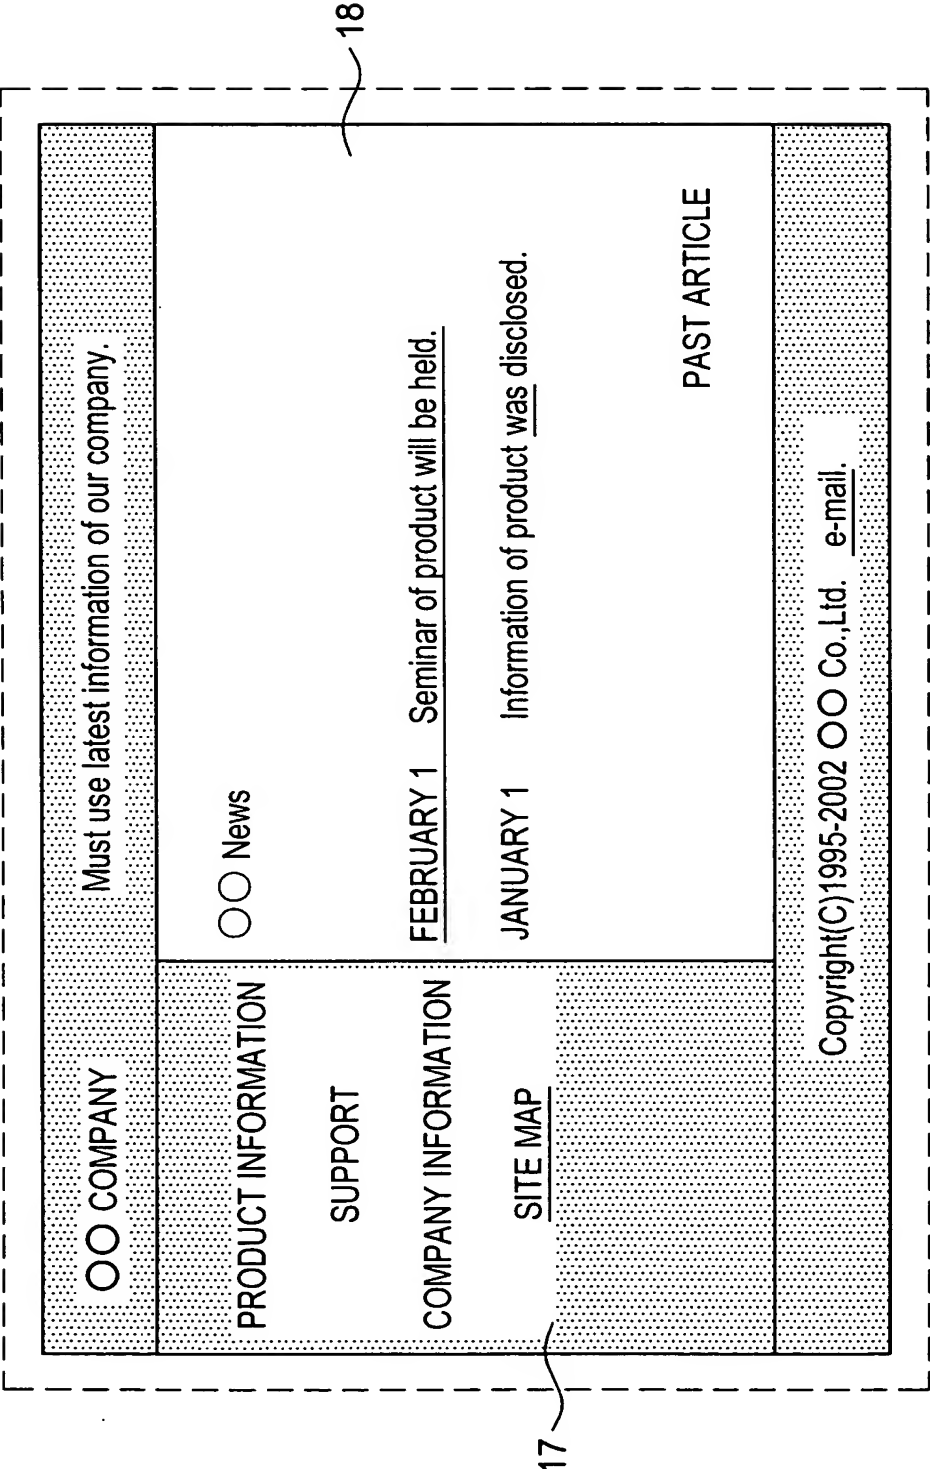 ○○ COMPANY Must use latest information of our company.
PRODUCT INFORMATION
SUPPORT
COMPANY INFORMATION
SITE MAP
○○ News
FEBRUARY 1 Seminar of product will be held.
JANUARY 1 Information of product was disclosed.
PAST ARTICLE
Copyright(C)1995-2002 ○○ Co.,Ltd. e-mail.
17
18